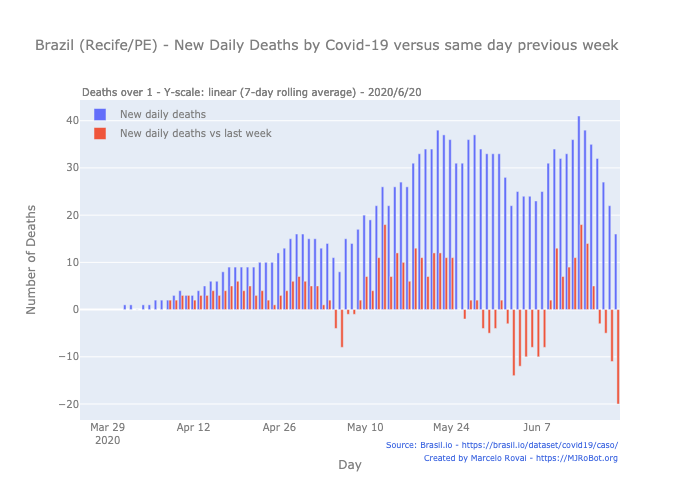 Brazil (Recife/PE) - New Daily Deaths by Covid-19 versus same day previous week
Deaths over 1 - Y-scale: linear (7-day rolling average) - 2020/6/20
New daily deaths
New daily deaths vs last week
Number of Deaths
40
30
20
10
0
−10
−20
Mar 29 Apr 12 Apr 26 May 10 May 24 Jun 7
2020
Source: Brasil.io - https://brasil.io/dataset/covid19/caso/
Created by Marcelo Rovai - https://MJRoBot.org
Day